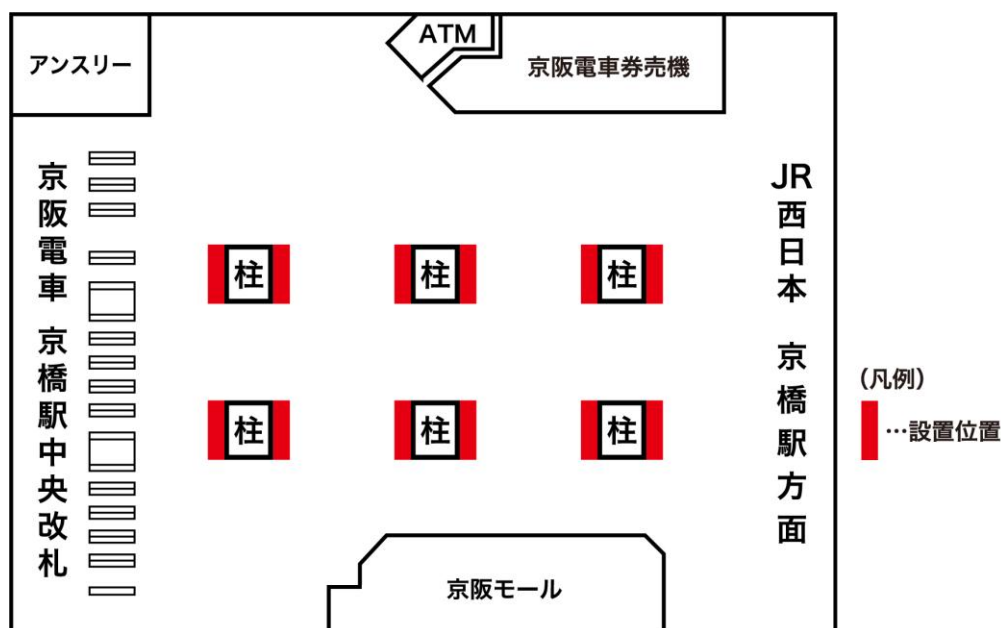 アンスリー
ATM
京阪電車券売機
京阪電車 京橋駅中央改札
柱
柱
柱
柱
柱
柱
JR西日本 京橋駅方面
(凡例)
…設置位置
京阪モール